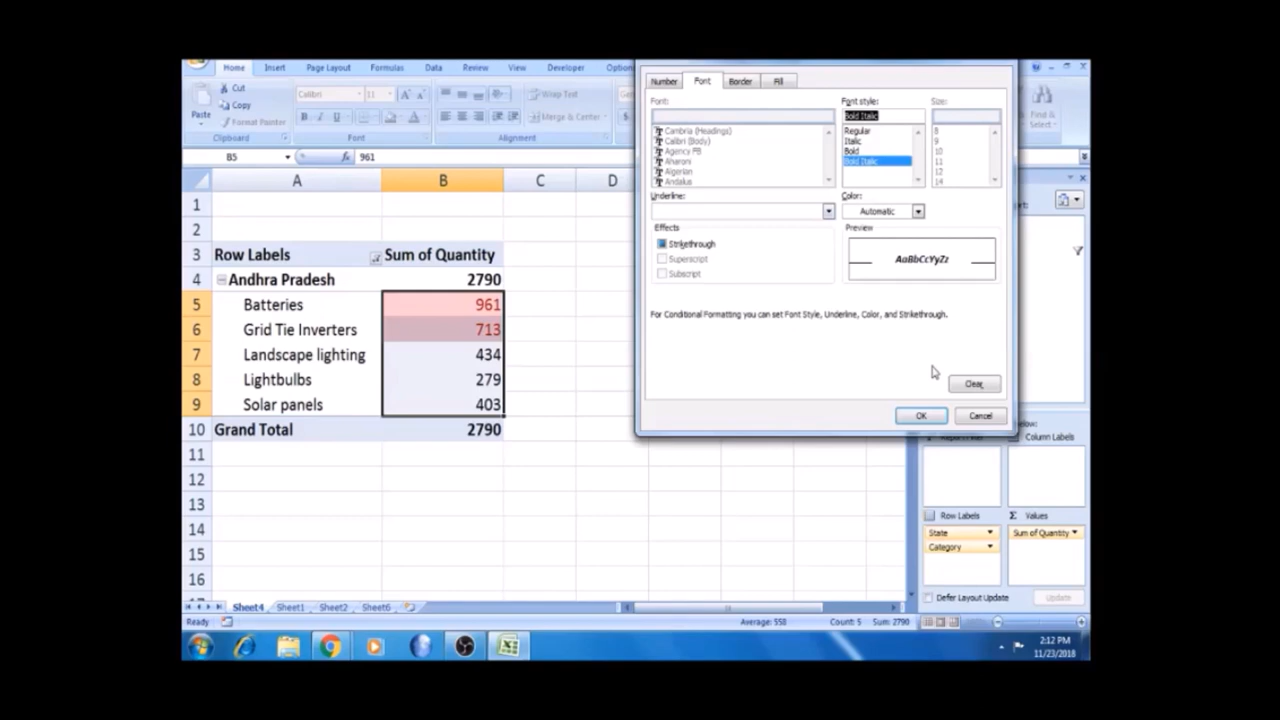 Home Insert Page Layout Formulas Data Review View Developer Option
Number Font Border Fill
Cut
Copy
Format Painter
Paste
Clipboard
Calibri 11
Font
Wrap Text
Merge & Center
Alignment
Find &
Select
Font:
Font style:
Size:
Bold Italic
Cambria (Headings)
Calibri (Body)
Agency FB
Aharoni
Algerian
Andalus
Regular
Italic
Bold
Bold Italic
8
9
10
11
12
14
Underline:
Color:
Automatic
Effects
Strikethrough
Superscript
Subscript
Preview
AaBbCcYyZz
For Conditional Formatting you can set Font Style, Underline, Color, and Strikethrough.
Clear
OK Cancel
B5 fx 961
A B C D
1
2
3 Row Labels Sum of Quantity
4 Andhra Pradesh 2790
5 Batteries 961
6 Grid Tie Inverters 713
7 Landscape lighting 434
8 Lightbulbs 279
9 Solar panels 403
10 Grand Total 2790
11
12
13
14
15
16
Column Labels
Row Labels Σ Values
State Sum of Quantity
Category
Defer Layout Update Update
Sheet4 Sheet1 Sheet2 Sheet6
Ready Average: 558 Count: 5 Sum: 2790
2:12 PM
11/23/2018